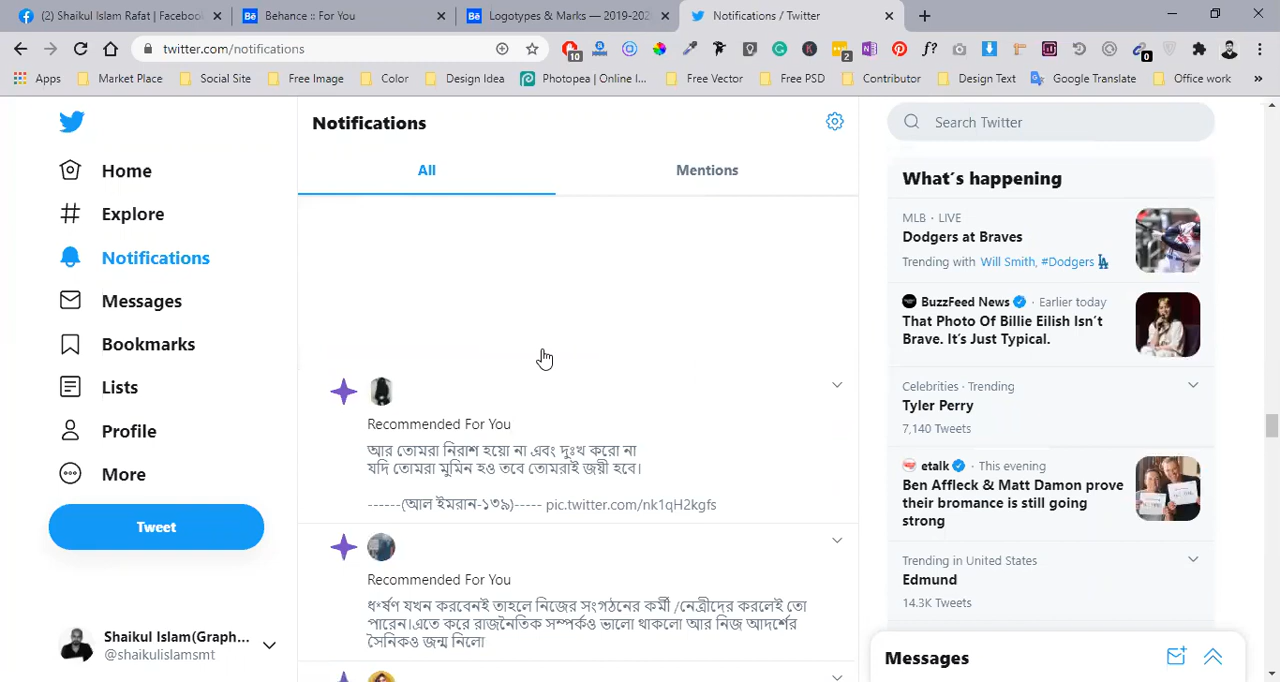 (2) Shaikul Islam Rafat | Faceboo
Behance :: For You
Logotypes & Marks — 2019-202
Notifications / Twitter
twitter.com/notifications
10
2
0
Apps
Market Place
Social Site
Free Image
Color
Design Idea
Photopea | Online I...
Free Vector
Free PSD
Contributor
Design Text
Google Translate
Office work
»
Home
Explore
Notifications
Messages
Bookmarks
Lists
Profile
More
Tweet
Shaikul Islam(Graph...
@shaikulislamsmt
Notifications
All
Mentions
Recommended For You
আর তোমরা নিরাশ হয়ো না এবং দুঃখ করো না
যদি তোমরা মুমিন হও তবে তোমরাই জয়ী হবে।
------(আল ইমরান-১৩৯)----- pic.twitter.com/nk1qH2kgfs
Recommended For You
ধ*র্ষণ যখন করবেনই তাহলে নিজের সংগঠনের কর্মী /নেত্রীদের করলেই তো
পারেন।এতে করে রাজনৈতিক সম্পর্কও ভালো থাকলো আর নিজ আদর্শের
সৈনিকও জন্ম নিলো
Search Twitter
What's happening
MLB · LIVE
Dodgers at Braves
Trending with Will Smith, #Dodgers
BuzzFeed News · Earlier today
That Photo Of Billie Eilish Isn't
Brave. It's Just Typical.
Celebrities · Trending
Tyler Perry
7,140 Tweets
etalk · This evening
Ben Affleck & Matt Damon prove
their bromance is still going
strong
Trending in United States
Edmund
14.3K Tweets
Messages